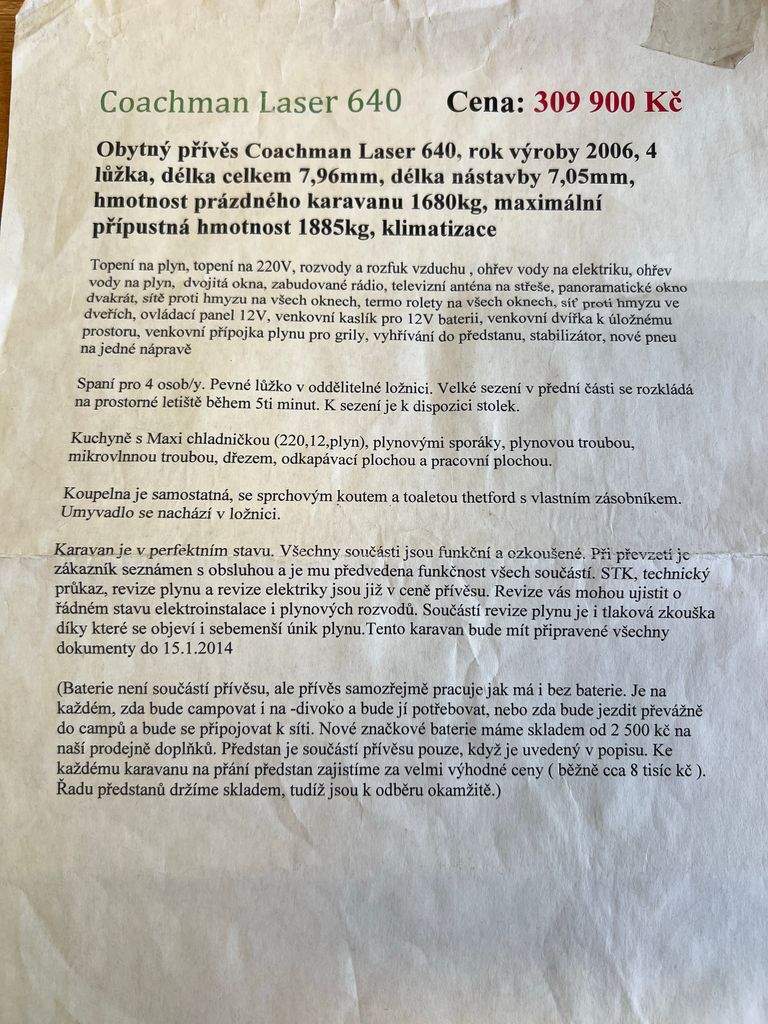 Coachman Laser 640 Cena: 309 900 Kč
Obytný přívěs Coachman Laser 640, rok výroby 2006, 4
lůžka, délka celkem 7,96mm, délka nástavby 7,05mm,
hmotnost prázdného karavanu 1680kg, maximální
přípustná hmotnost 1885kg, klimatizace
Topení na plyn, topení na 220V, rozvody a rozfuk vzduchu , ohřev vody na elektriku, ohřev
vody na plyn, dvojitá okna, zabudované rádio, televizní anténa na střeše, panoramatické okno
dvakrát, sítě proti hmyzu na všech oknech, termo rolety na všech oknech, síť proti hmyzu ve
dveřích, ovládací panel 12V, venkovní kaslík pro 12V baterii, venkovní dvířka k úložnému
prostoru, venkovní přípojka plynu pro grily, vyhřívání do předstanu, stabilizátor, nové pneu
na jedné nápravě
Spaní pro 4 osob/y. Pevné lůžko v oddělitelné ložnici. Velké sezení v přední části se rozkládá
na prostorné letiště během 5ti minut. K sezení je k dispozici stolek.
Kuchyně s Maxi chladničkou (220,12,plyn), plynovými sporáky, plynovou troubou,
mikrovlnnou troubou, dřezem, odkapávací plochou a pracovní plochou.
Koupelna je samostatná, se sprchovým koutem a toaletou thetford s vlastním zásobníkem.
Umyvadlo se nachází v ložnici.
Karavan je v perfektním stavu. Všechny součásti jsou funkční a ozkoušené. Při převzetí je
zákazník seznámen s obsluhou a je mu předvedena funkčnost všech součástí. STK, technický
průkaz, revize plynu a revize elektriky jsou již v ceně přívěsu. Revize vás mohou ujistit o
řádném stavu elektroinstalace i plynových rozvodů. Součástí revize plynu je i tlaková zkouška
díky které se objeví i sebemenší únik plynu.Tento karavan bude mít připravené všechny
dokumenty do 15.1.2014
(Baterie není součástí přívěsu, ale přívěs samozřejmě pracuje jak má i bez baterie. Je na
každém, zda bude campovat i na -divoko a bude jí potřebovat, nebo zda bude jezdit převážně
do campů a bude se připojovat k síti. Nové značkové baterie máme skladem od 2 500 kč na
naší prodejně doplňků. Předstan je součástí přívěsu pouze, když je uvedený v popisu. Ke
každému karavanu na přání předstan zajistíme za velmi výhodné ceny ( běžně cca 8 tisíc kč ).
Řadu předstanů držíme skladem, tudíž jsou k odběru okamžitě.)